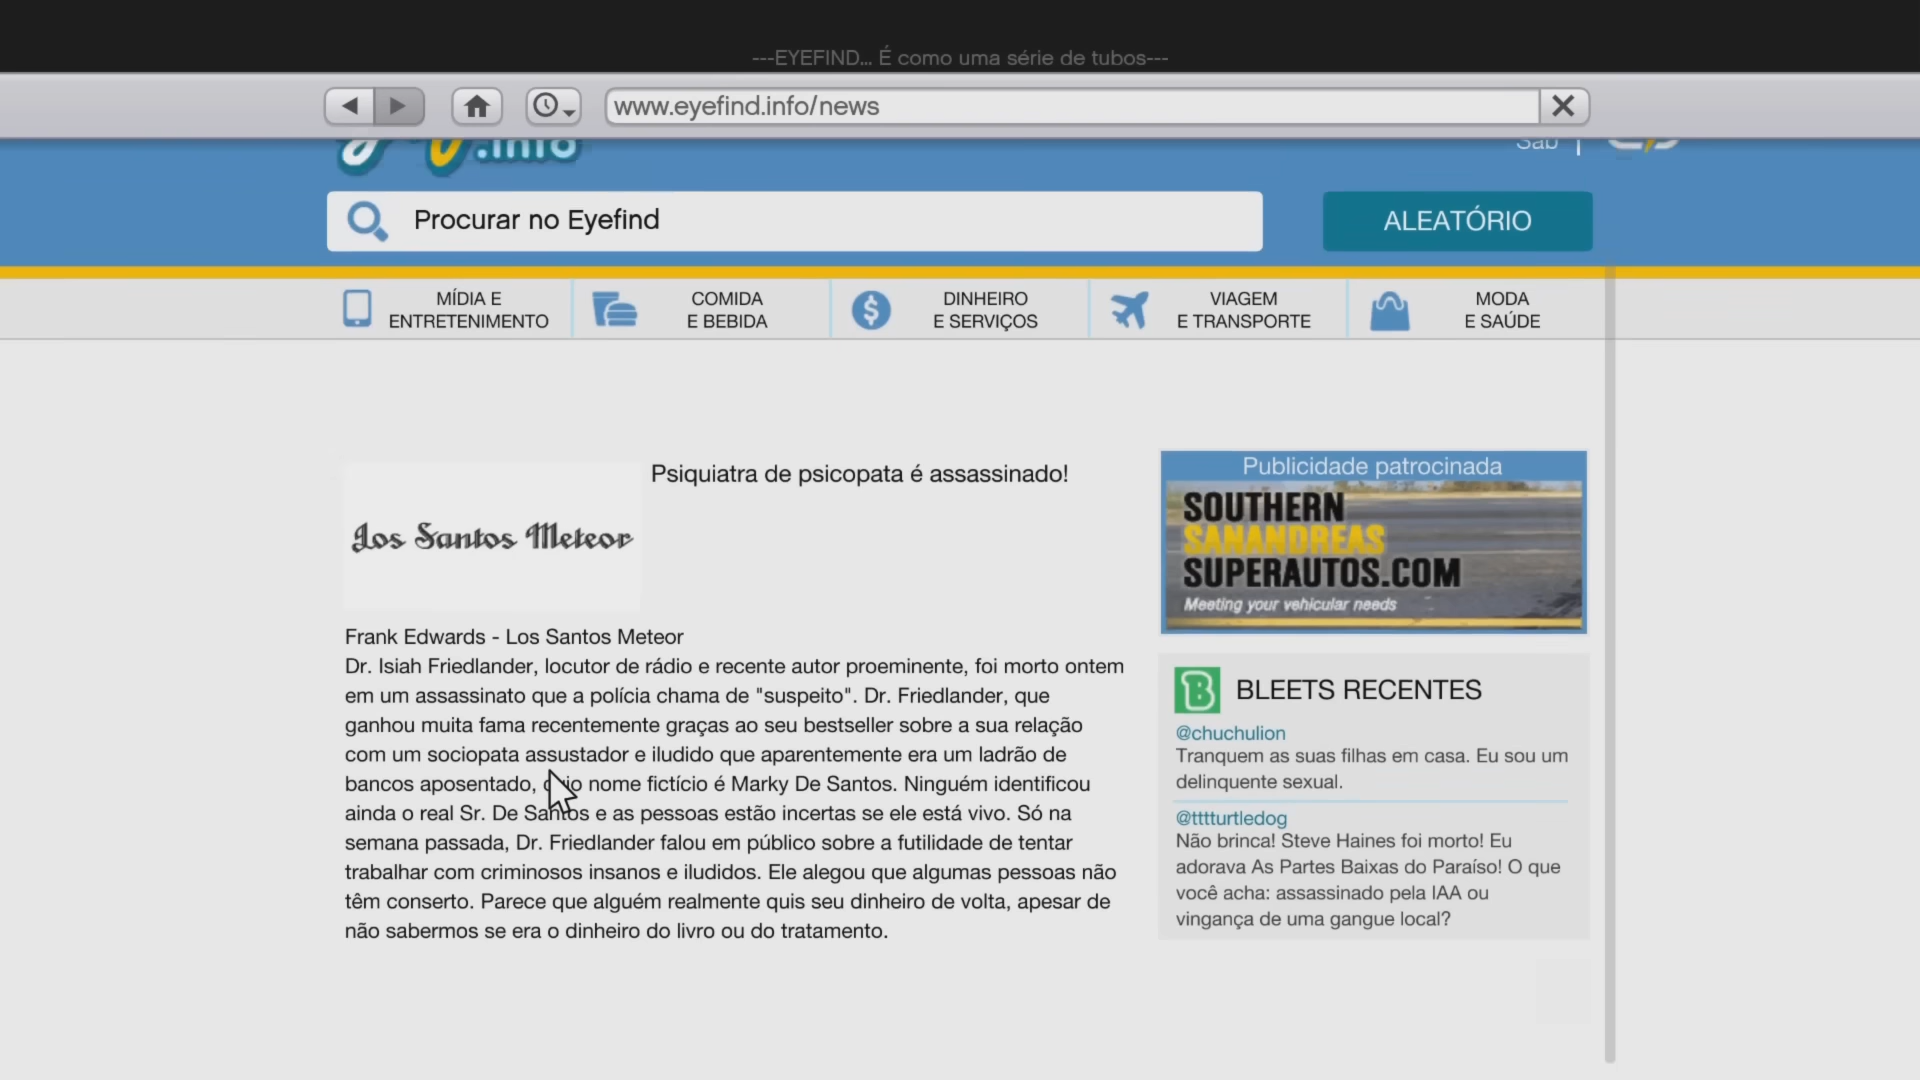 ---EYEFIND... É como uma série de tubos---
www.eyefind.info/news
.info
Sáb
Procurar no Eyefind
ALEATÓRIO
MÍDIA E
ENTRETENIMENTO
COMIDA
E BEBIDA
DINHEIRO
E SERVIÇOS
VIAGEM
E TRANSPORTE
MODA
E SAÚDE
Los Santos Meteor
Psiquiatra de psicopata é assassinado!
Frank Edwards - Los Santos Meteor
Dr. Isiah Friedlander, locutor de rádio e recente autor proeminente, foi morto ontem
em um assassinato que a polícia chama de "suspeito". Dr. Friedlander, que
ganhou muita fama recentemente graças ao seu bestseller sobre a sua relação
com um sociopata assustador e iludido que aparentemente era um ladrão de
bancos aposentado, cujo nome fictício é Marky De Santos. Ninguém identificou
ainda o real Sr. De Santos e as pessoas estão incertas se ele está vivo. Só na
semana passada, Dr. Friedlander falou em público sobre a futilidade de tentar
trabalhar com criminosos insanos e iludidos. Ele alegou que algumas pessoas não
têm conserto. Parece que alguém realmente quis seu dinheiro de volta, apesar de
não sabermos se era o dinheiro do livro ou do tratamento.
Publicidade patrocinada
SOUTHERN
SANANDREAS
SUPERAUTOS.COM
Meeting your vehicular needs
BLEETS RECENTES
@chuchulion
Tranquem as suas filhas em casa. Eu sou um
delinquente sexual.
@tttturtledog
Não brinca! Steve Haines foi morto! Eu
adorava As Partes Baixas do Paraíso! O que
você acha: assassinado pela IAA ou
vingança de uma gangue local?